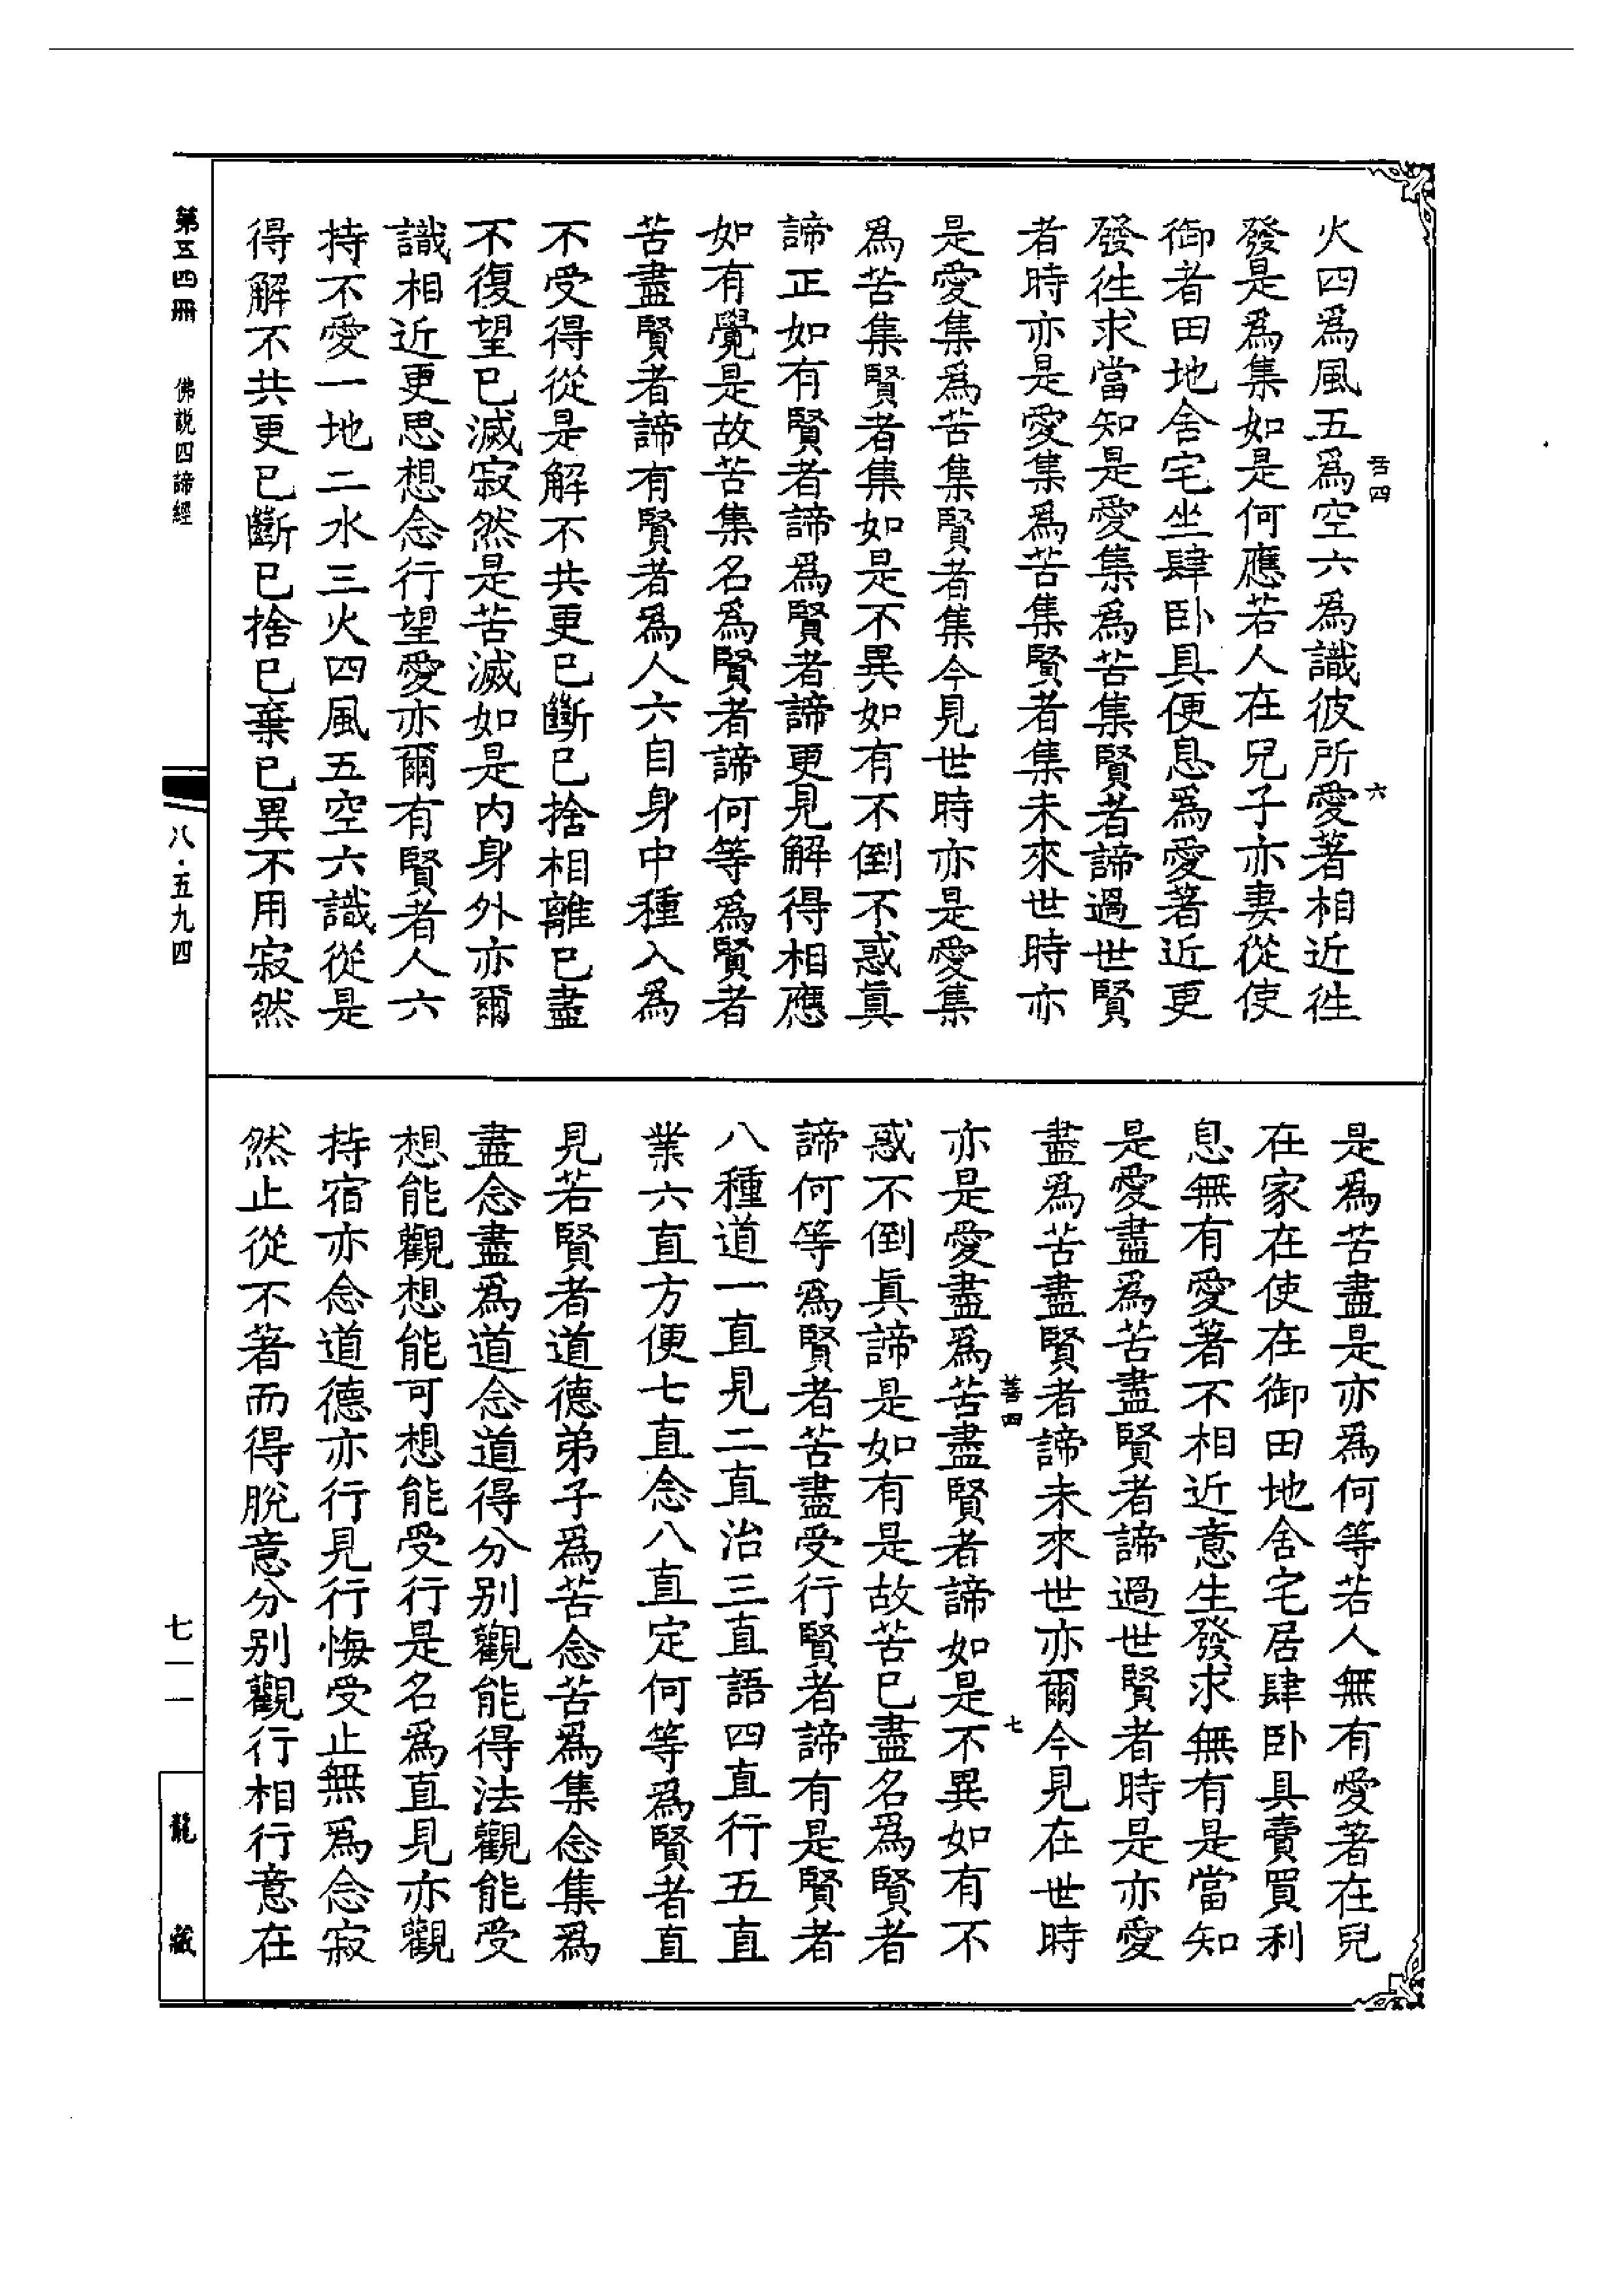 火四爲風五爲空六爲識彼所愛著相近往
發是爲集如是何應若人在兒子亦妻從使
御者田地舍宅坐肆卧具便息爲愛著近更
發往求當知是愛集爲苦集賢者諦過世賢
者時亦是愛集爲苦集賢者集未來世時亦
是愛集爲苦集賢者集今見世時亦是愛集
爲苦集賢者集如是不異如有不倒不惑眞
諦正如有賢者諦爲賢者諦更見解得相應
如有覺是故苦集名爲賢者諦何等爲賢者
苦盡賢者諦有賢者爲人六自身中種入爲
不受得從是解不共更已斷已捨相離已盡
不復望已滅寂然是苦滅如是内身外亦爾
識相近更思想念行望愛亦爾有賢者人六
持不愛一地二水三火四風五空六識從是
得解不共更已斷已捨已棄已異不用寂然
是爲苦盡是亦爲何等若人無有愛著在兒
在家在使在御田地舍宅居肆卧具賣買利
息無有愛著不相近意生發求無有是當知
是愛盡爲苦盡賢者諦過世賢者時是亦愛
盡爲苦盡賢者諦未來世亦爾今見在世時
亦是愛盡爲苦盡賢者諦如是不異如有不
惑不倒眞諦是如有是故苦已盡名爲賢者
諦何等爲賢者苦盡受行賢者諦有是賢者
八種道一直見二直治三直語四直行五直
業六直方便七直念八直定何等爲賢者直
見若賢者道德弟子爲苦念苦爲集念集爲
盡念盡爲道念道得分别觀能得法觀能受
想能觀想能可想能受行是名爲直見亦觀
持宿亦念道德亦行見行悔受止無爲念寂
然止從不著而得脫意分别觀行相行意在
四
六
善四
七
第五四冊
佛說四諦經
八·五九四
七一一
龍藏